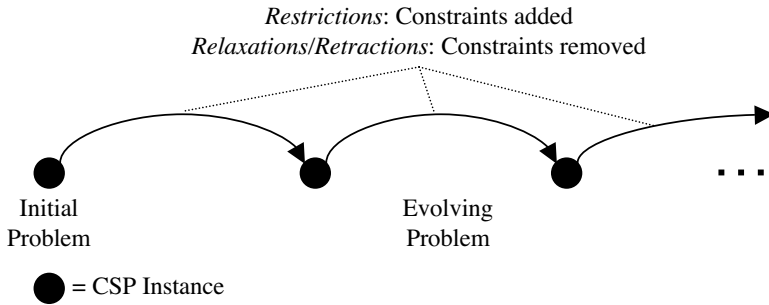 Restrictions: Constraints added
Relaxations/Retractions: Constraints removed
Initial
Problem
Evolving
Problem
...
= CSP Instance